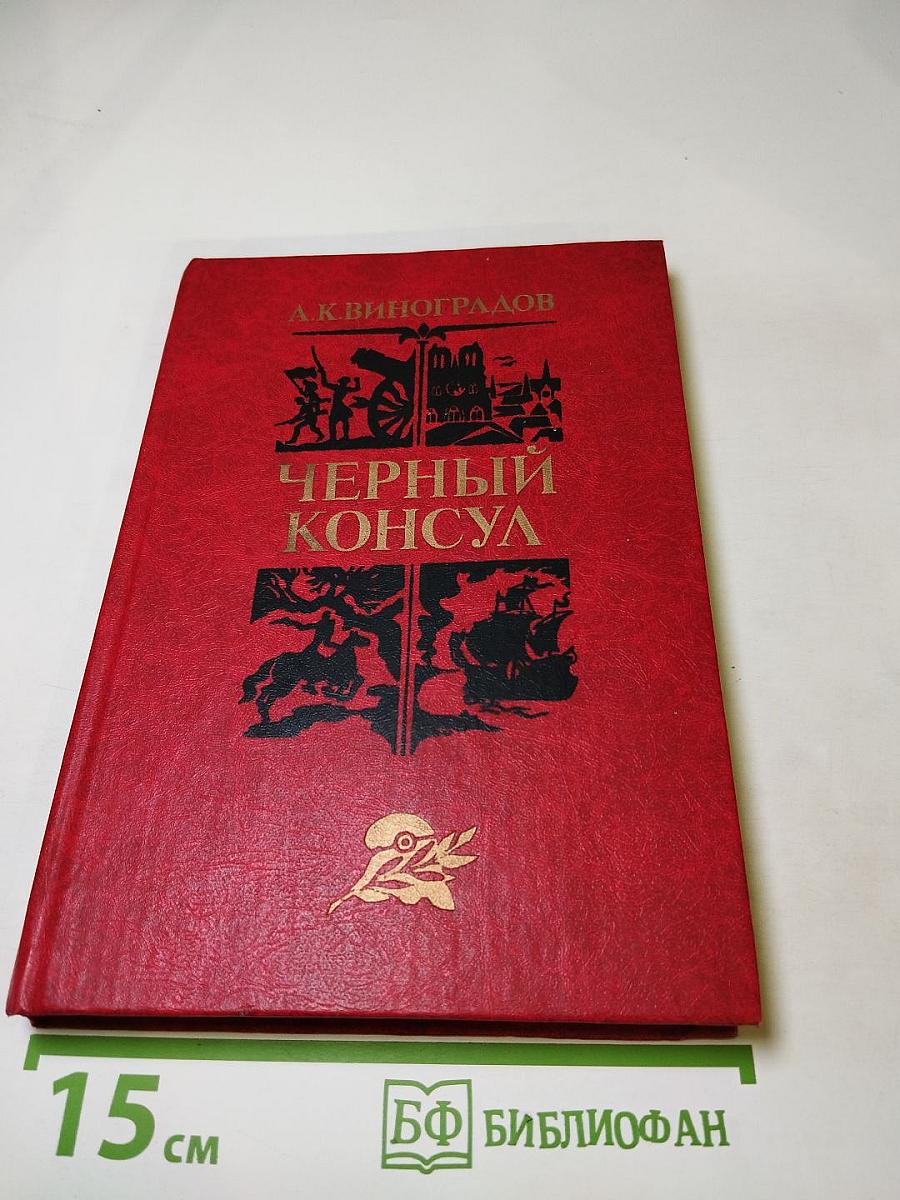 А.К.ВИНОГРАДОВ
ЧЕРНЫЙ
КОНСУЛ
15 см
БФ БИБЛИОФАН